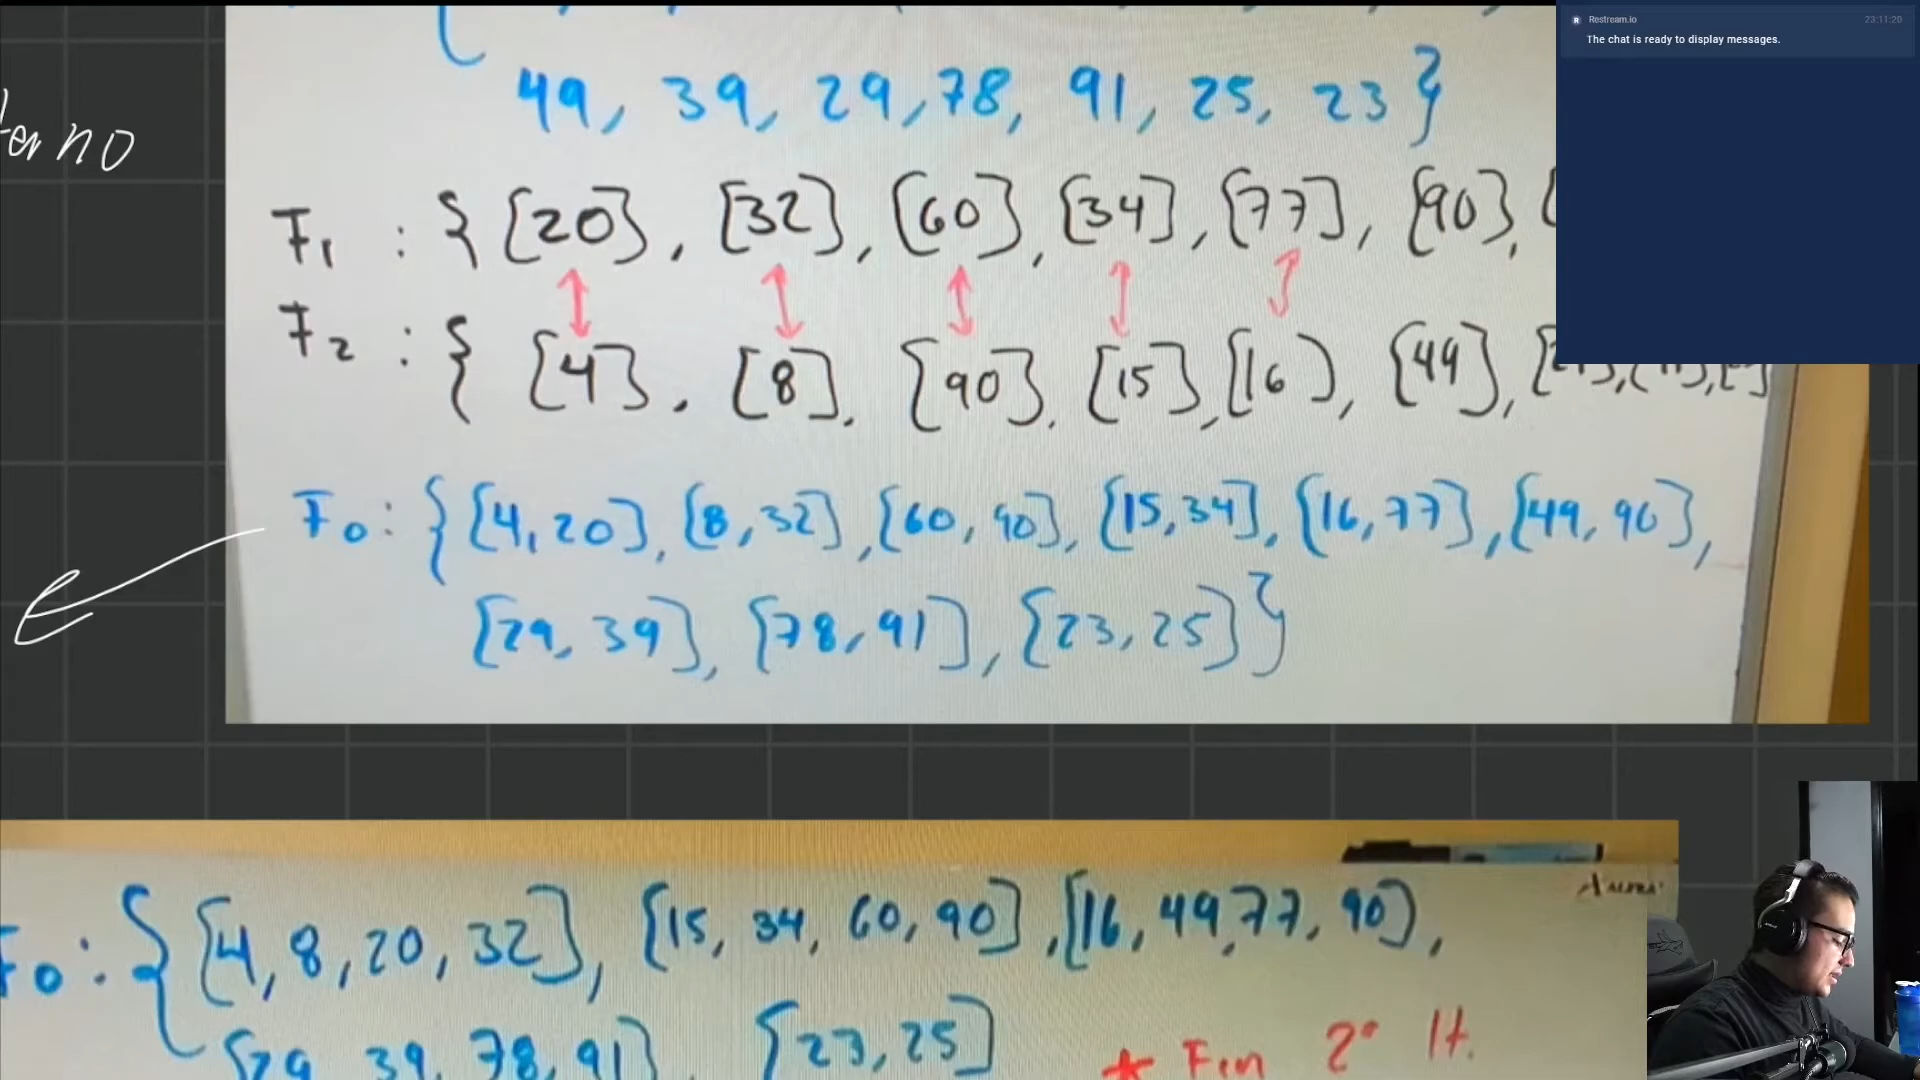 49, 39, 29, 78, 91, 25, 23 }
F1 : { [20], [32], [60], [34], [77], [90],
F2 : { [4], [8], [90], [15], [16], [49],
F0: { [4, 20], [8, 32], [60, 90], [15, 34], [16, 77], [49, 90],
[29, 39], [78, 91], [23, 25] }
F0: { [4, 8, 20, 32], [15, 34, 60, 90], [16, 49, 77, 90],
[29, 39, 78, 91], [23, 25]
* Fin 2° It.
Restream.io 23:11:20
The chat is ready to display messages.